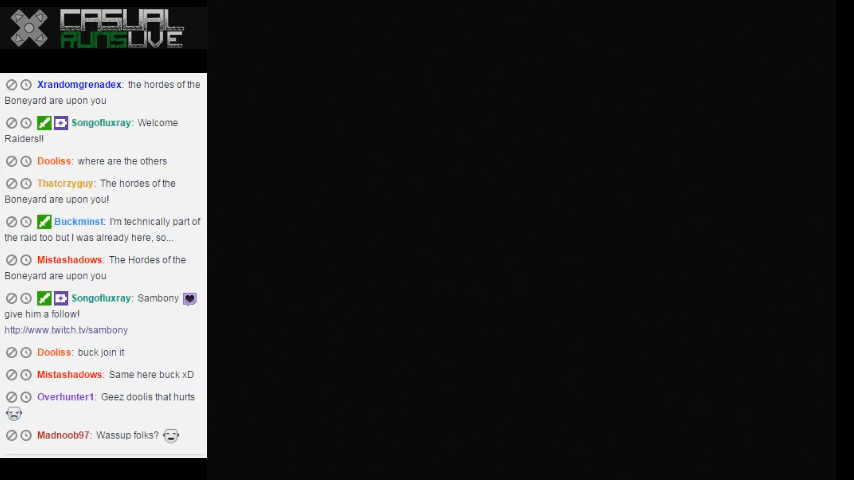 CASUAL
RUNSLIVE
Xrandomgrenadex: the hordes of the
Boneyard are upon you
Songofluxray: Welcome
Raiders!!
Dooliss: where are the others
Thatcrzyguy: The hordes of the
Boneyard are upon you!
Buckminst: I'm technically part of
the raid too but I was already here, so...
Mistashadows: The Hordes of the
Boneyard are upon you
Songofluxray: Sambony
give him a follow!
http://www.twitch.tv/sambony
Dooliss: buck join it
Mistashadows: Same here buck xD
Overhunter1: Geez doolis that hurts
Madnoob97: Wassup folks?